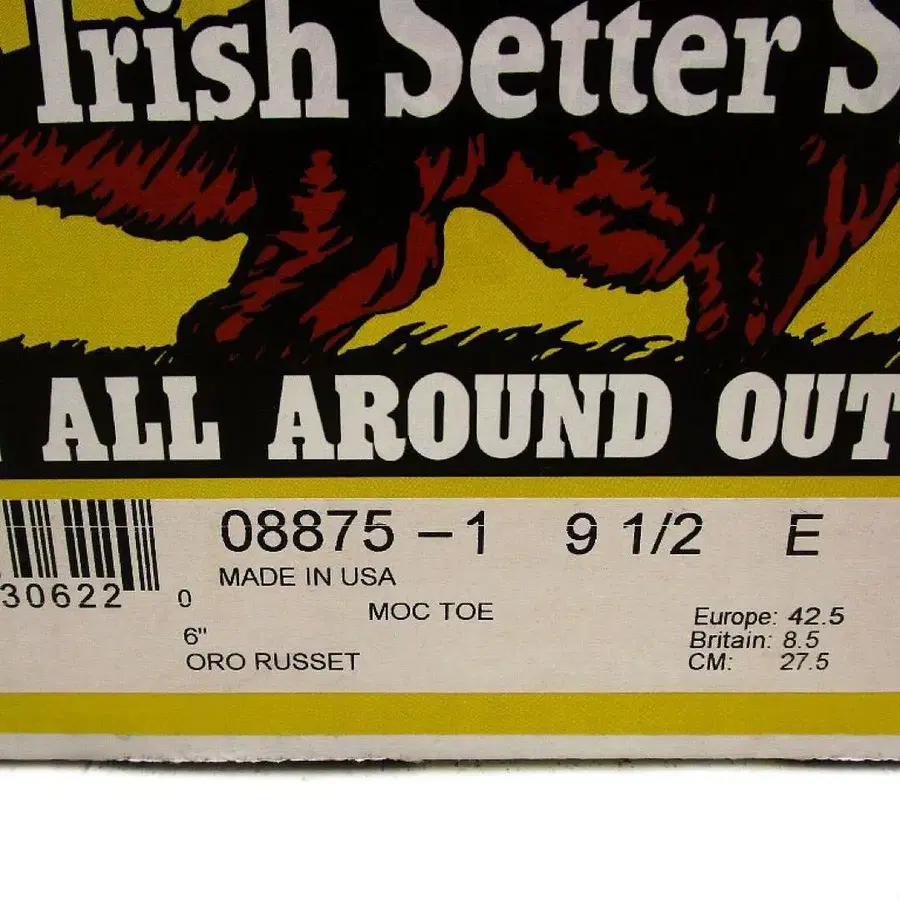 Irish Setter S
ALL AROUND OUT
08875 -1 9 1/2 E
30622 0
MADE IN USA
MOC TOE
6"
ORO RUSSET
Europe: 42.5
Britain: 8.5
CM: 27.5